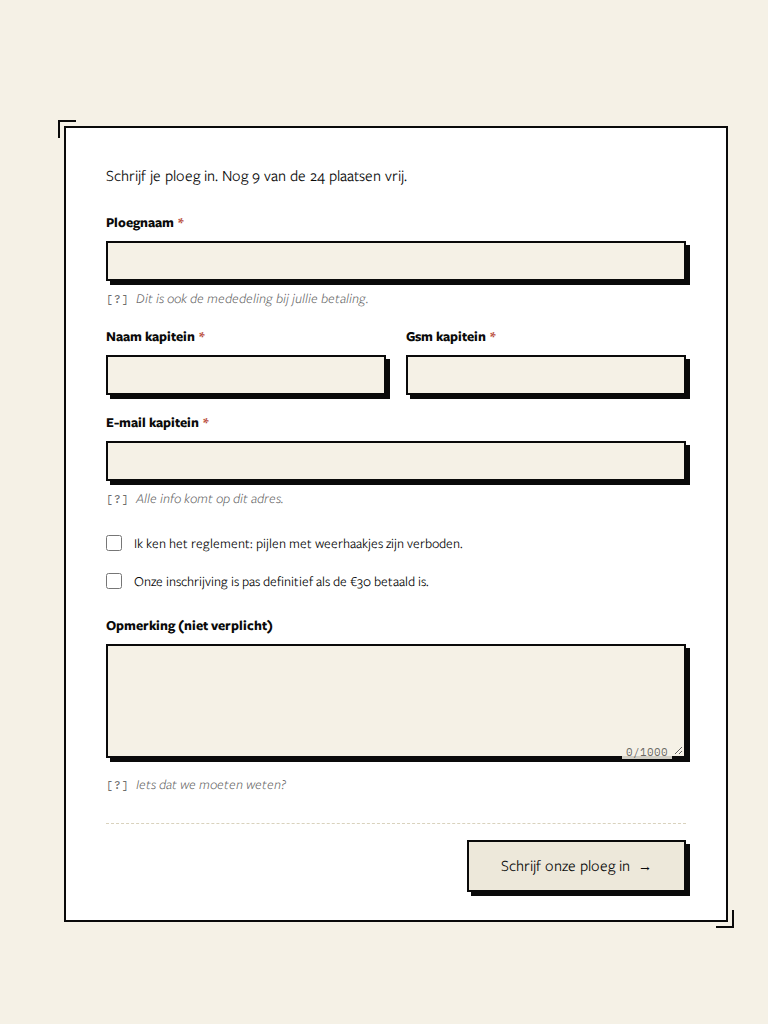 Schrijf je ploeg in. Nog 9 van de 24 plaatsen vrij.
Ploegnaam *
[?] Dit is ook de mededeling bij jullie betaling.
Naam kapitein *
Gsm kapitein *
E-mail kapitein *
[?] Alle info komt op dit adres.
Ik ken het reglement: pijlen met weerhaakjes zijn verboden.
Onze inschrijving is pas definitief als de €30 betaald is.
Opmerking (niet verplicht)
0/1000
[?] Iets dat we moeten weten?
Schrijf onze ploeg in →